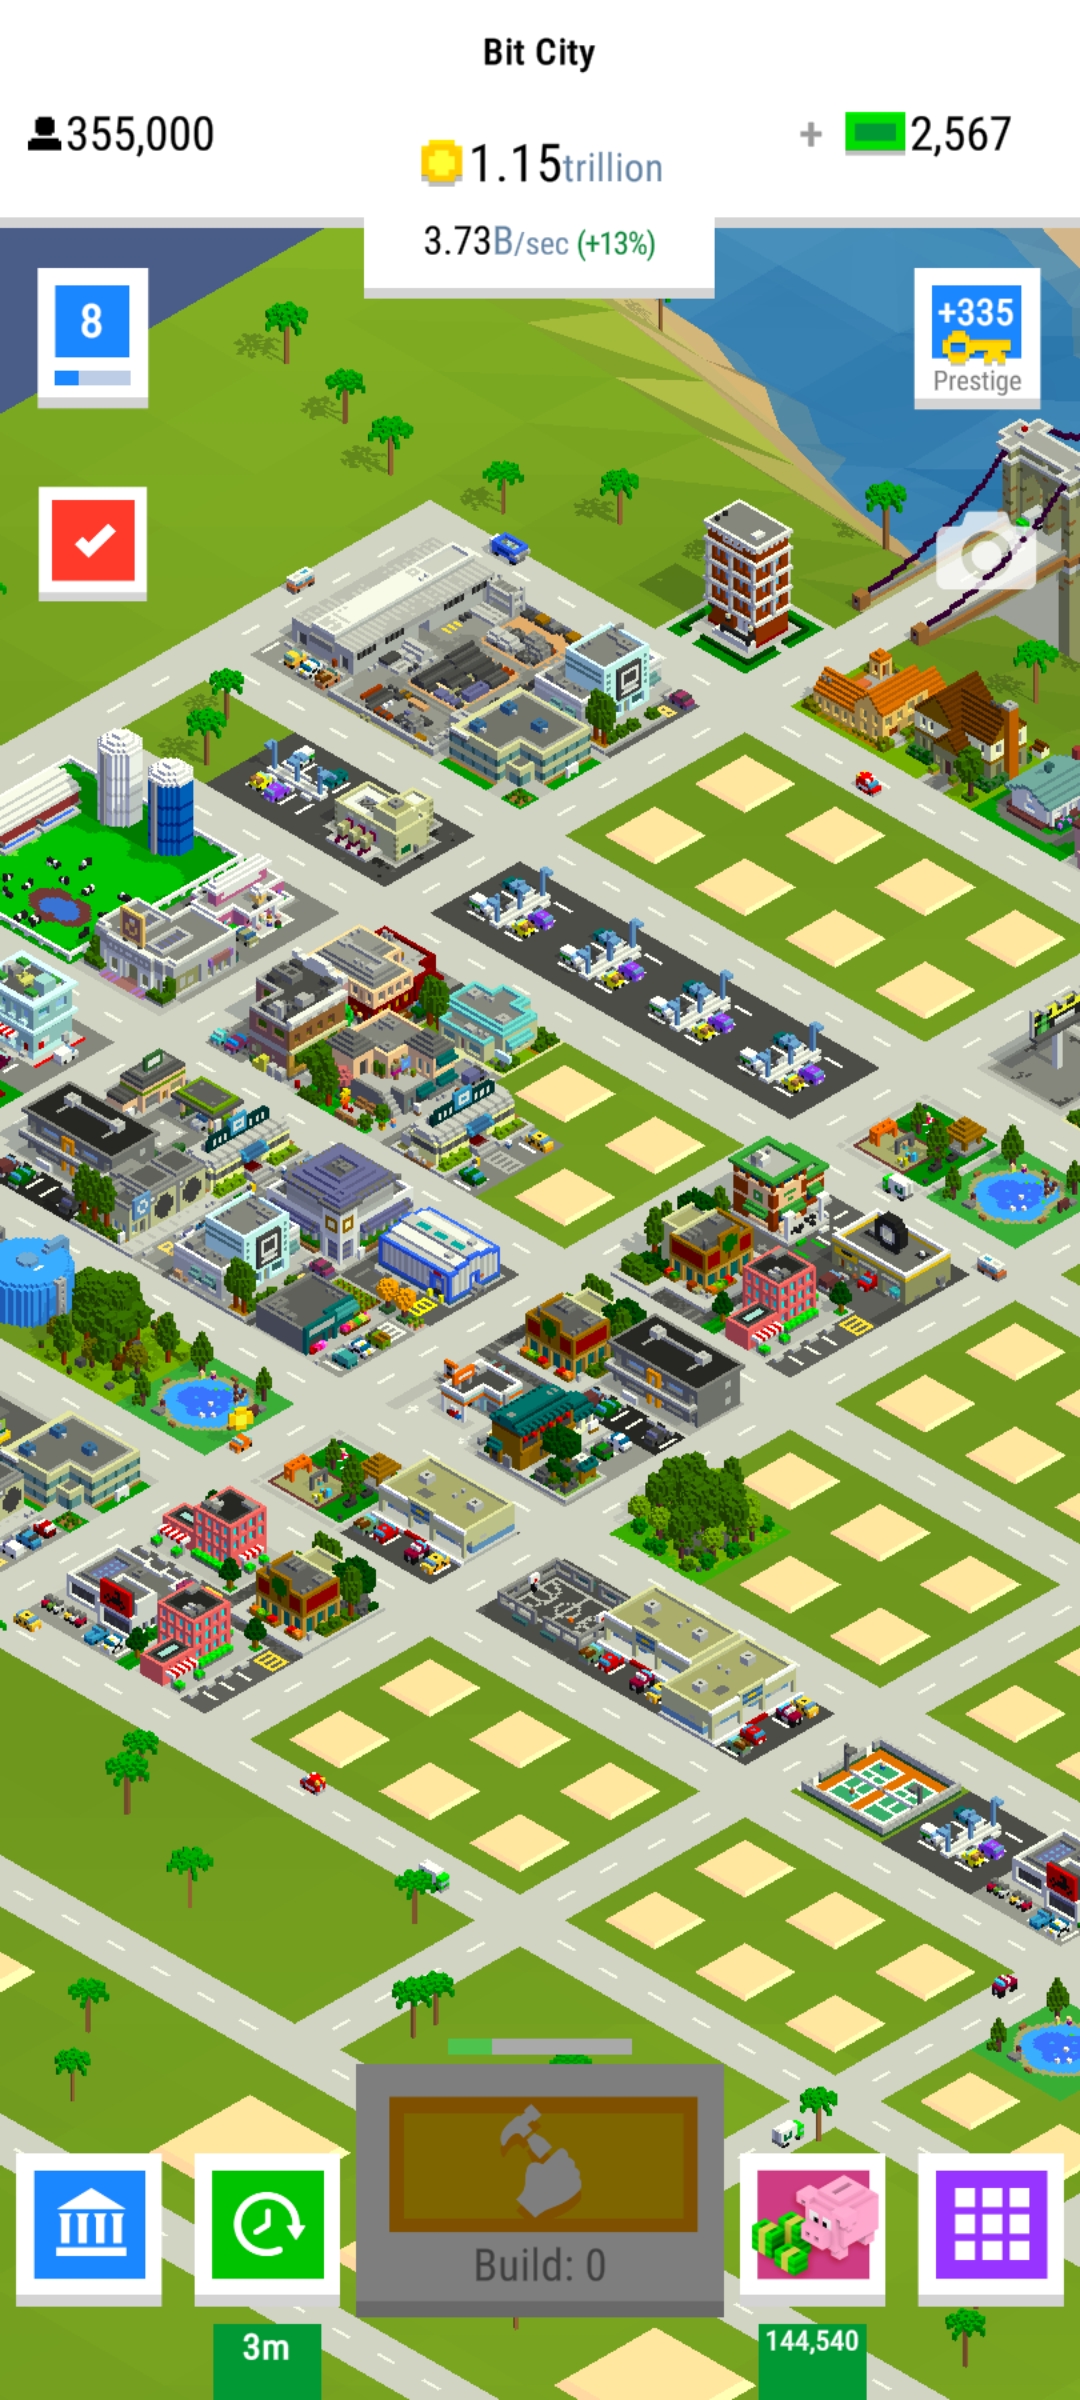 Bit City
355,000
1.15trillion
+ 2,567
3.73B/sec (+13%)
8
+335
Prestige
Build: 0
3m
144,540